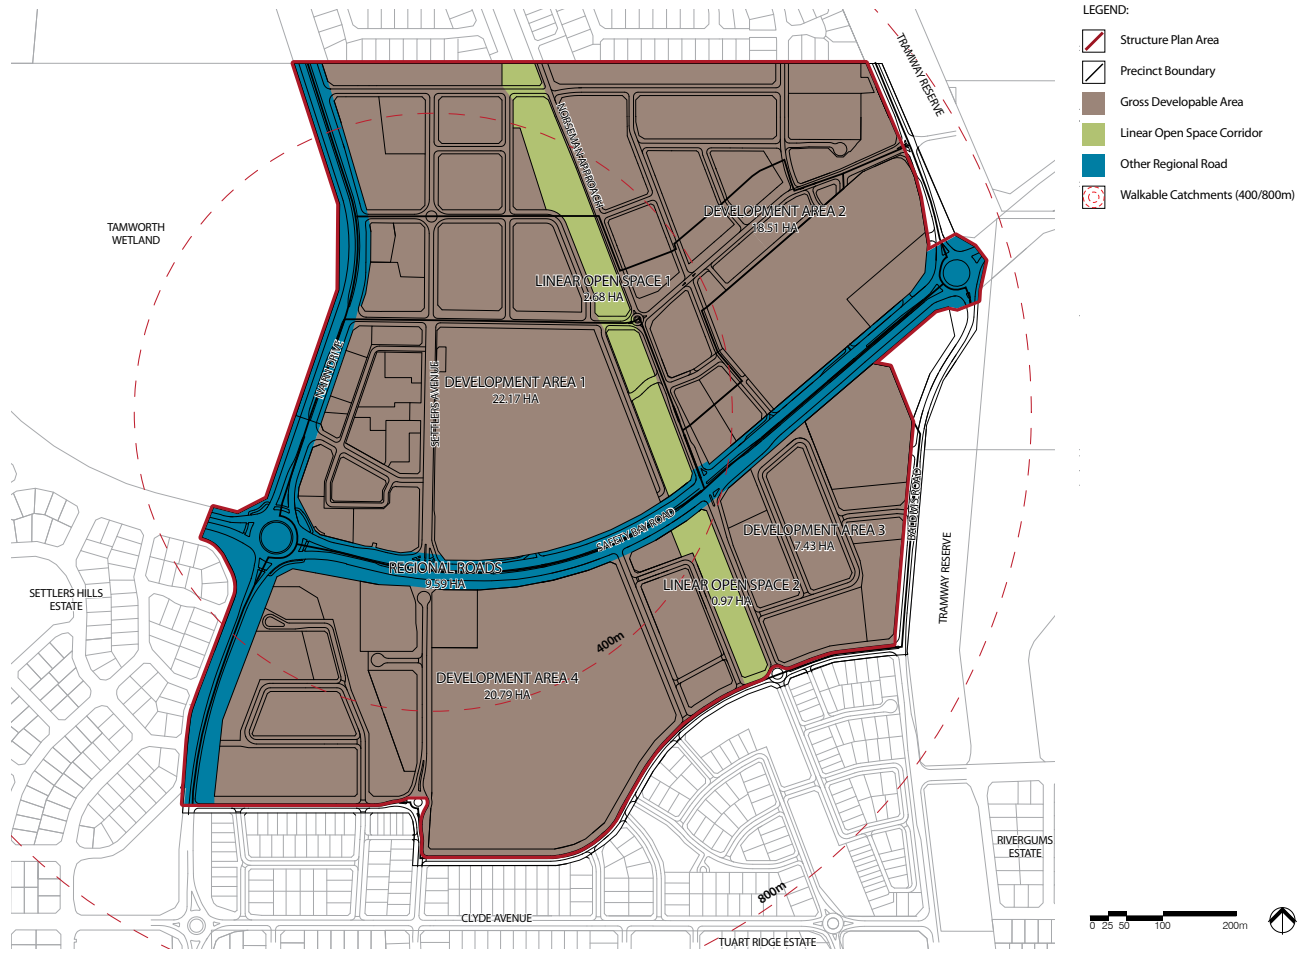 LEGEND:
Structure Plan Area
Precinct Boundary
Gross Developable Area
Linear Open Space Corridor
Other Regional Road
Walkable Catchments (400/800m)
TRAMWAY RESERVE
NORSEMAN APPROACH
TAMWORTH
WETLAND
DEVELOPMENT AREA 2
18.51 HA
LINEAR OPEN SPACE 1
2.68 HA
NAIRN DRIVE
SETTLERS AVENUE
DEVELOPMENT AREA 1
22.17 HA
BALDIVIS ROAD
SAFETY BAY ROAD
DEVELOPMENT AREA 3
7.43 HA
TRAMWAY RESERVE
REGIONAL ROADS
9.59 HA
LINEAR OPEN SPACE 2
0.97 HA
SETTLERS HILLS
ESTATE
400m
DEVELOPMENT AREA 4
20.79 HA
RIVERGUMS
ESTATE
800m
CLYDE AVENUE
TUART RIDGE ESTATE
0 25 50 100 200m